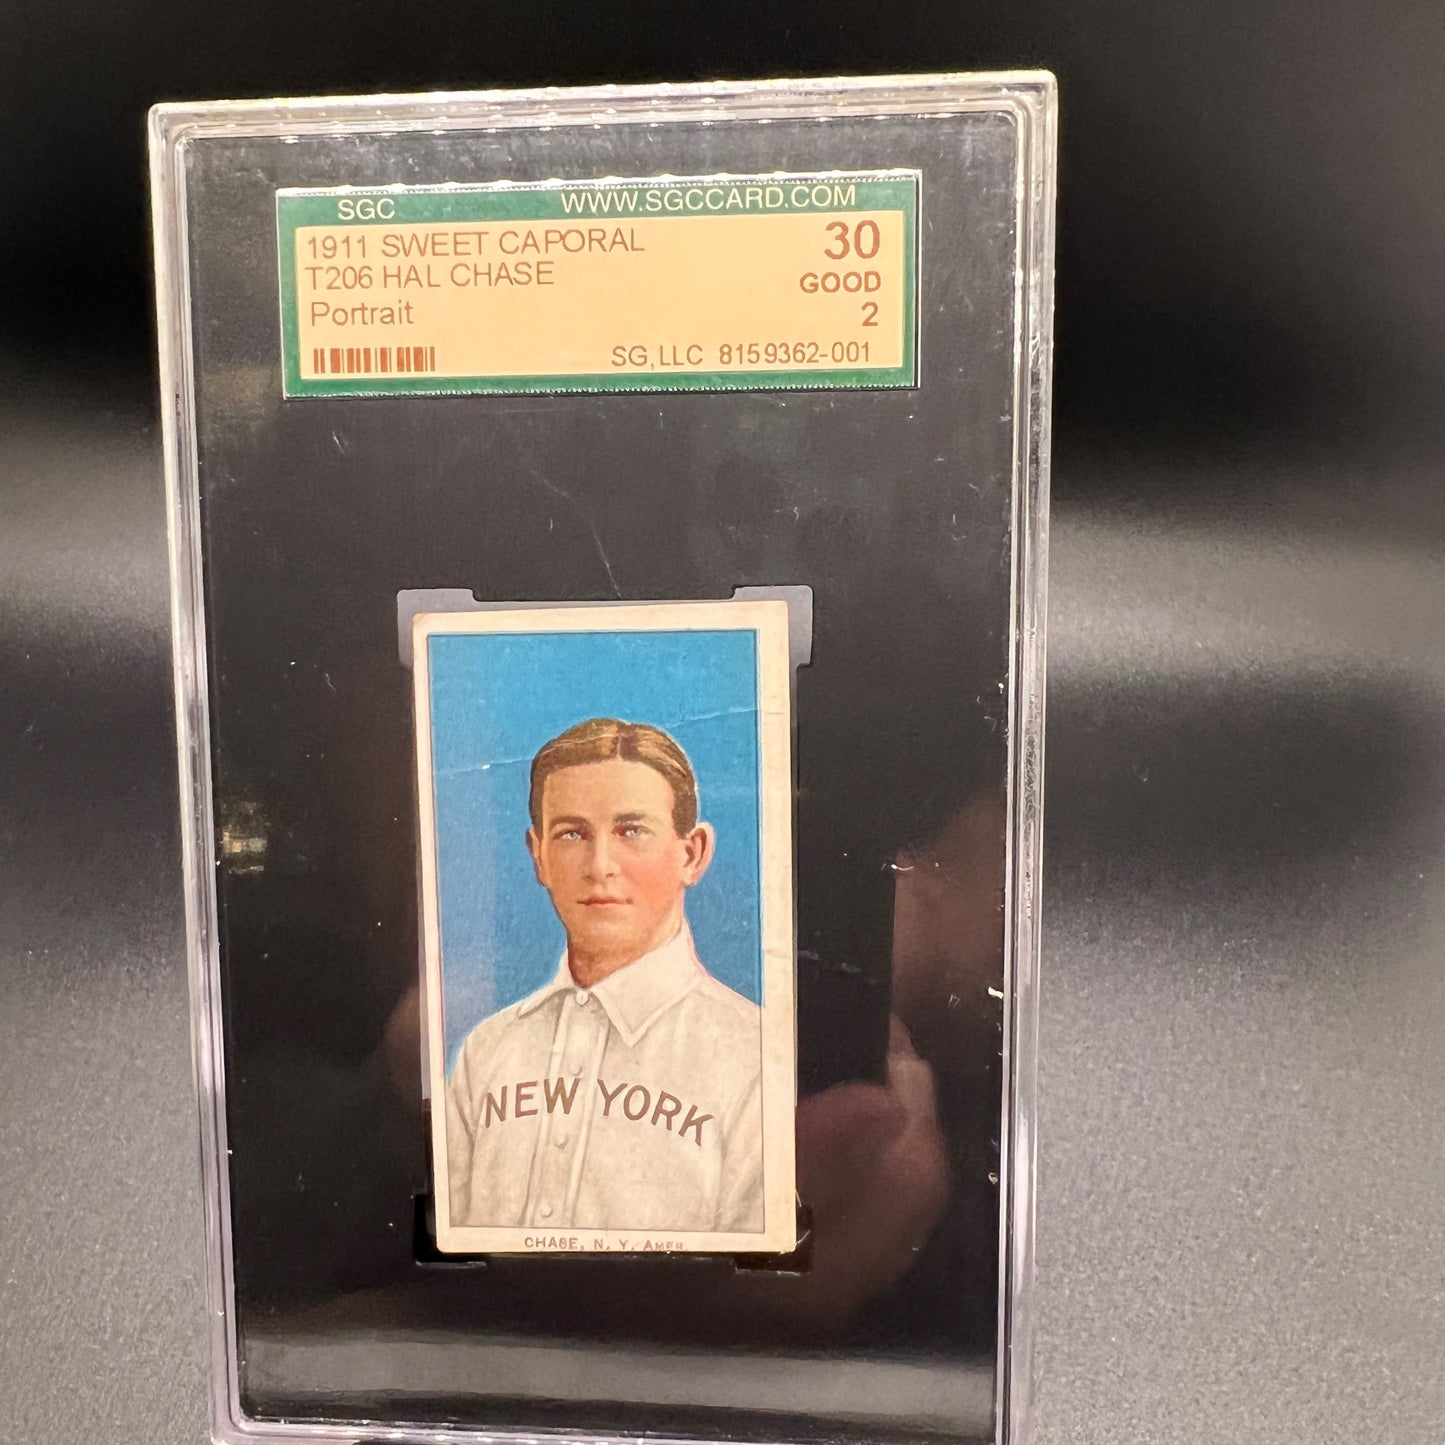 SGC WWW.SGCCARD.COM
1911 SWEET CAPORAL 30
T206 HAL CHASE GOOD
Portrait 2
SG,LLC 8159362-001
NEW YORK
CHASE, N. Y. AMER.